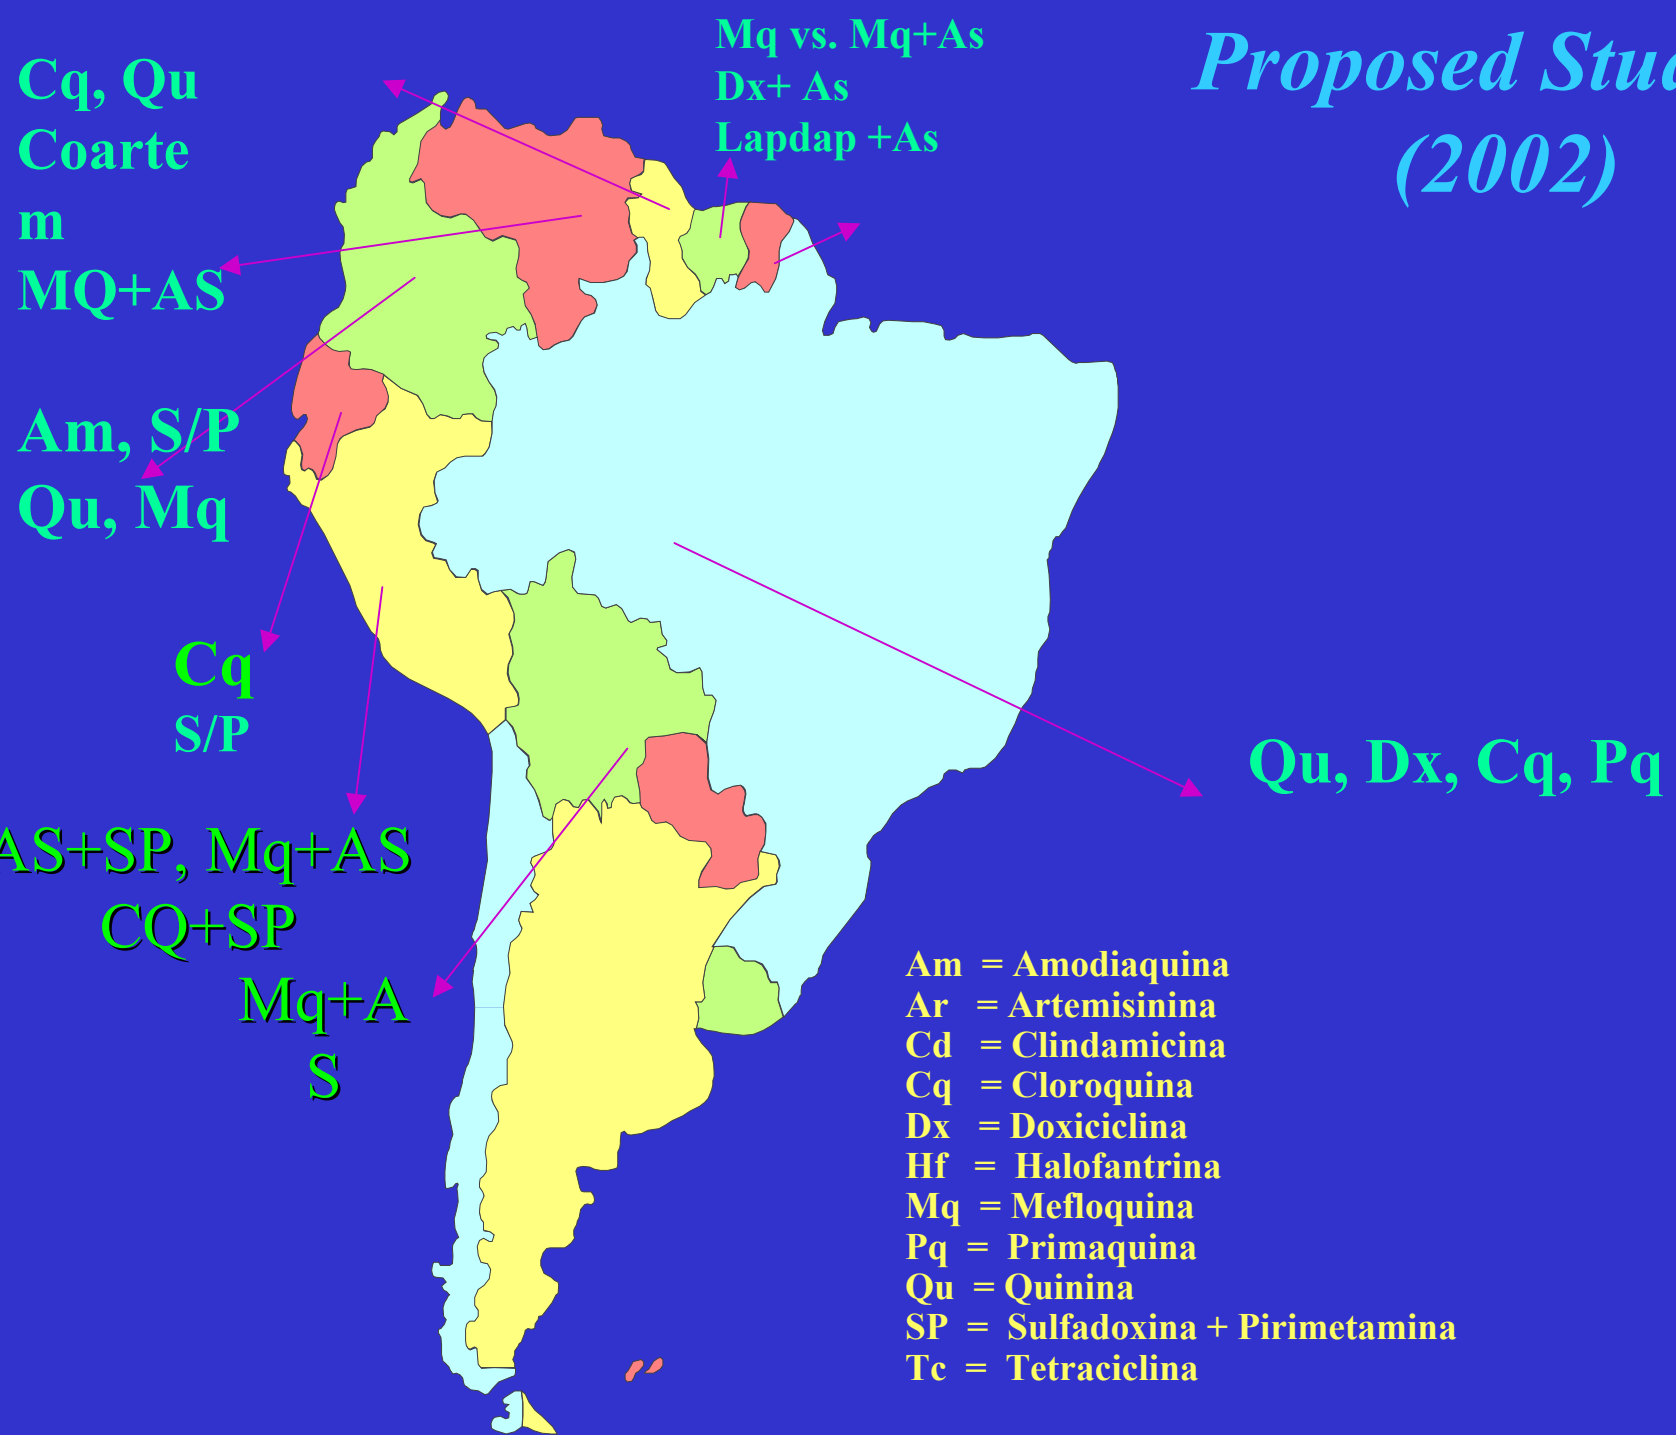 Proposed Stud
(2002)
Mq vs. Mq+As
Dx+ As
Lapdap +As
Cq, Qu
Coarte
m
MQ+AS
Am, S/P
Qu, Mq
Cq
S/P
Qu, Dx, Cq, Pq
AS+SP, Mq+AS
CQ+SP
Mq+A
S
Am = Amodiaquina
Ar = Artemisinina
Cd = Clindamicina
Cq = Cloroquina
Dx = Doxiciclina
Hf = Halofantrina
Mq = Mefloquina
Pq = Primaquina
Qu = Quinina
SP = Sulfadoxina + Pirimetamina
Tc = Tetraciclina